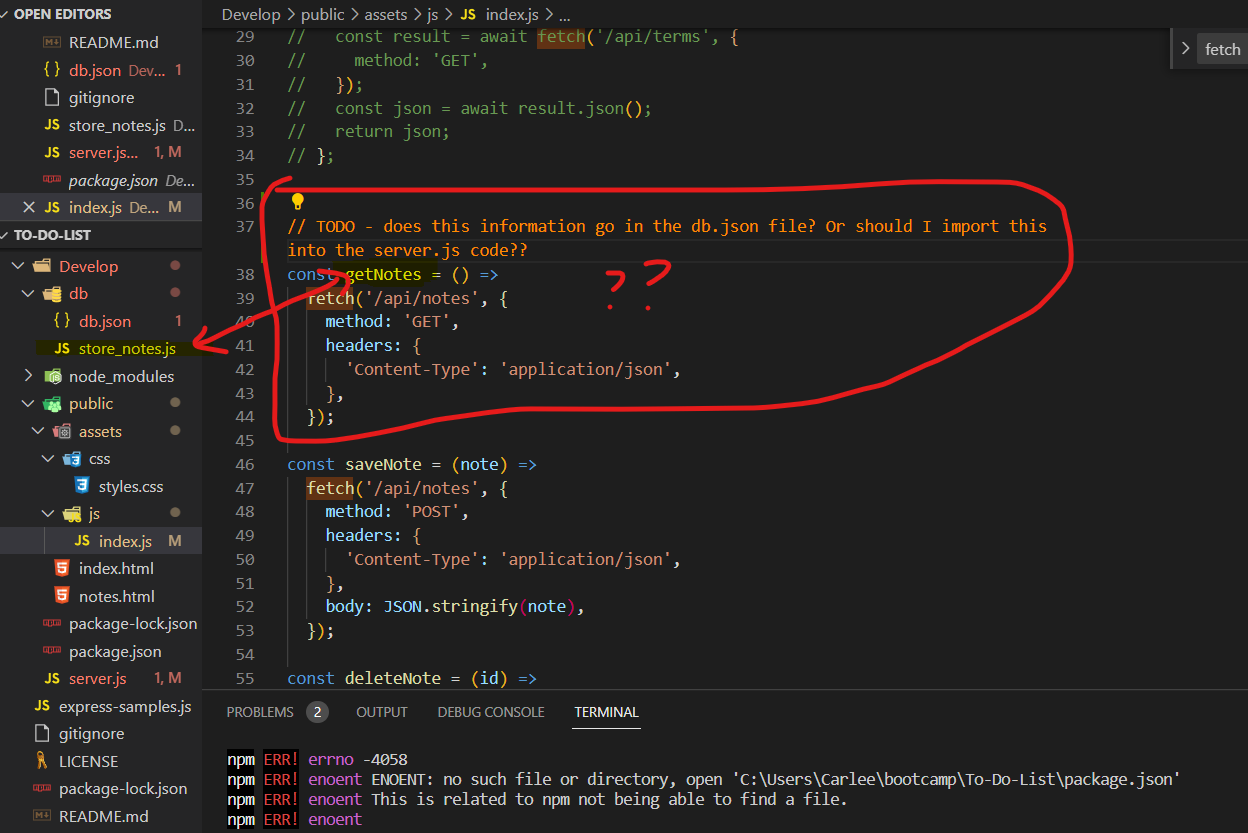 OPEN EDITORS
README.md
{} db.json Dev... 1
gitignore
JS store_notes.js D...
JS server.js... 1, M
package.json De...
JS index.js De... M
TO-DO-LIST
Develop
db
{} db.json 1
JS store_notes.js
node_modules
public
assets
css
styles.css
js
JS index.js M
index.html
notes.html
package-lock.json
package.json
JS server.js 1, M
JS express-samples.js
gitignore
LICENSE
package-lock.json
README.md
Develop > public > assets > js > JS index.js > ...
> fetch
29 //   const result = await fetch('/api/terms', {
30 //     method: 'GET',
31 //   });
32 //   const json = await result.json();
33 //   return json;
34 // };
35
36
37 // TODO - does this information go in the db.json file? Or should I import this
into the server.js code??
38 const getNotes = () =>
39   fetch('/api/notes', {
40     method: 'GET',
41     headers: {
42       'Content-Type': 'application/json',
43     },
44   });
45
46 const saveNote = (note) =>
47   fetch('/api/notes', {
48     method: 'POST',
49     headers: {
50       'Content-Type': 'application/json',
51     },
52     body: JSON.stringify(note),
53   });
54
55 const deleteNote = (id) =>
??
PROBLEMS 2 OUTPUT DEBUG CONSOLE TERMINAL
npm ERR! errno -4058
npm ERR! enoent ENOENT: no such file or directory, open 'C:\Users\Carlee\bootcamp\To-Do-List\package.json'
npm ERR! enoent This is related to npm not being able to find a file.
npm ERR! enoent